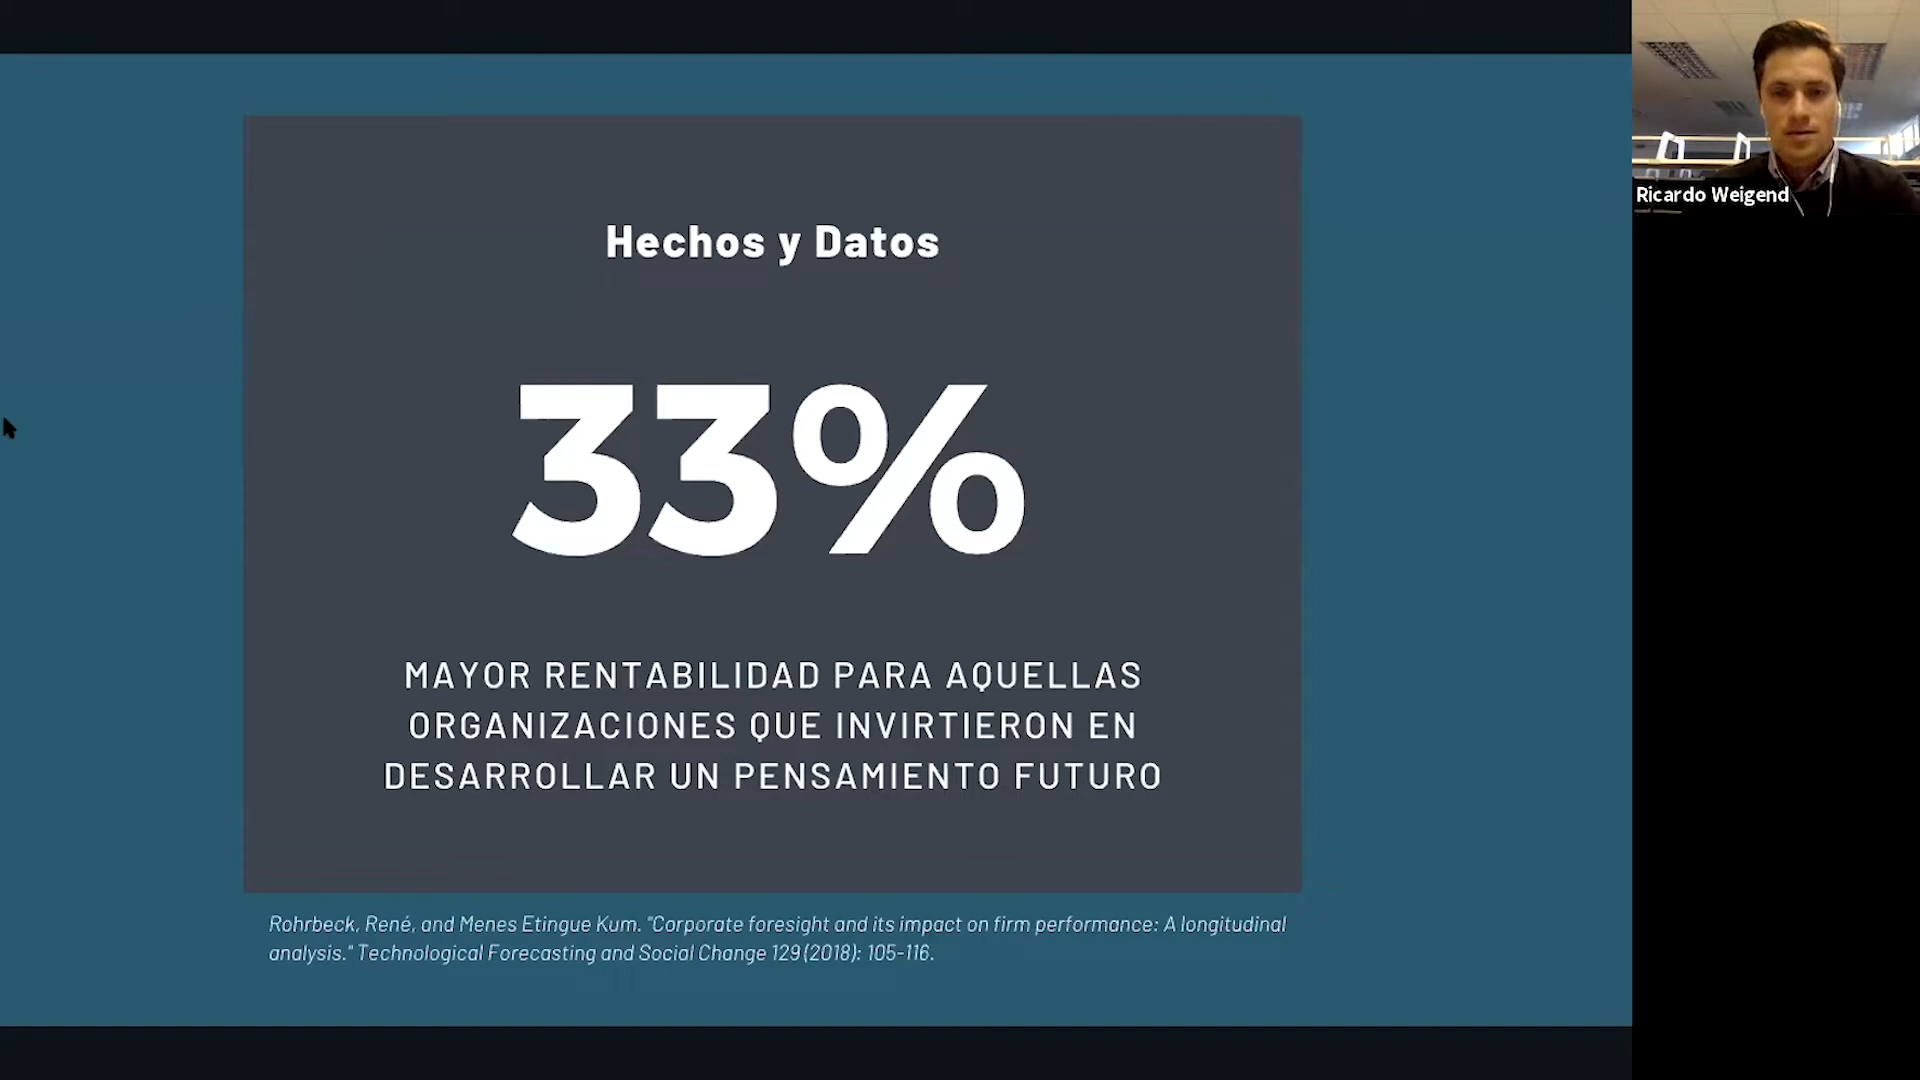 Hechos y Datos
33%
MAYOR RENTABILIDAD PARA AQUELLAS
ORGANIZACIONES QUE INVIRTIERON EN
DESARROLLAR UN PENSAMIENTO FUTURO
Rohrbeck, René, and Menes Etingue Kum. "Corporate foresight and its impact on firm performance: A longitudinal
analysis." Technological Forecasting and Social Change 129 (2018): 105-116.
Ricardo Weigend